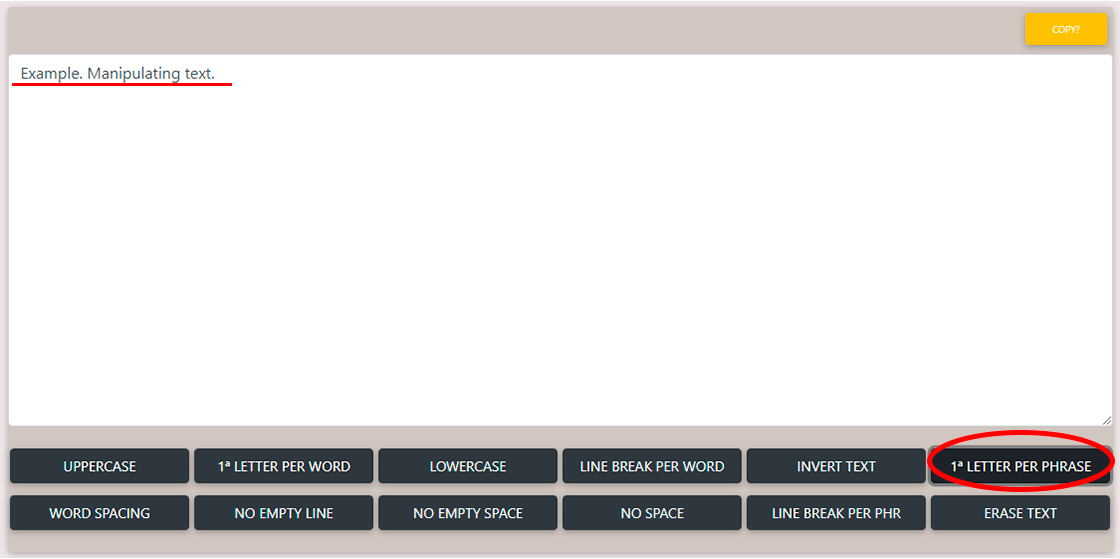 COPY?
Example. Manipulating text.
UPPERCASE 1ª LETTER PER WORD LOWERCASE LINE BREAK PER WORD INVERT TEXT 1ª LETTER PER PHRASE
WORD SPACING NO EMPTY LINE NO EMPTY SPACE NO SPACE LINE BREAK PER PHR ERASE TEXT